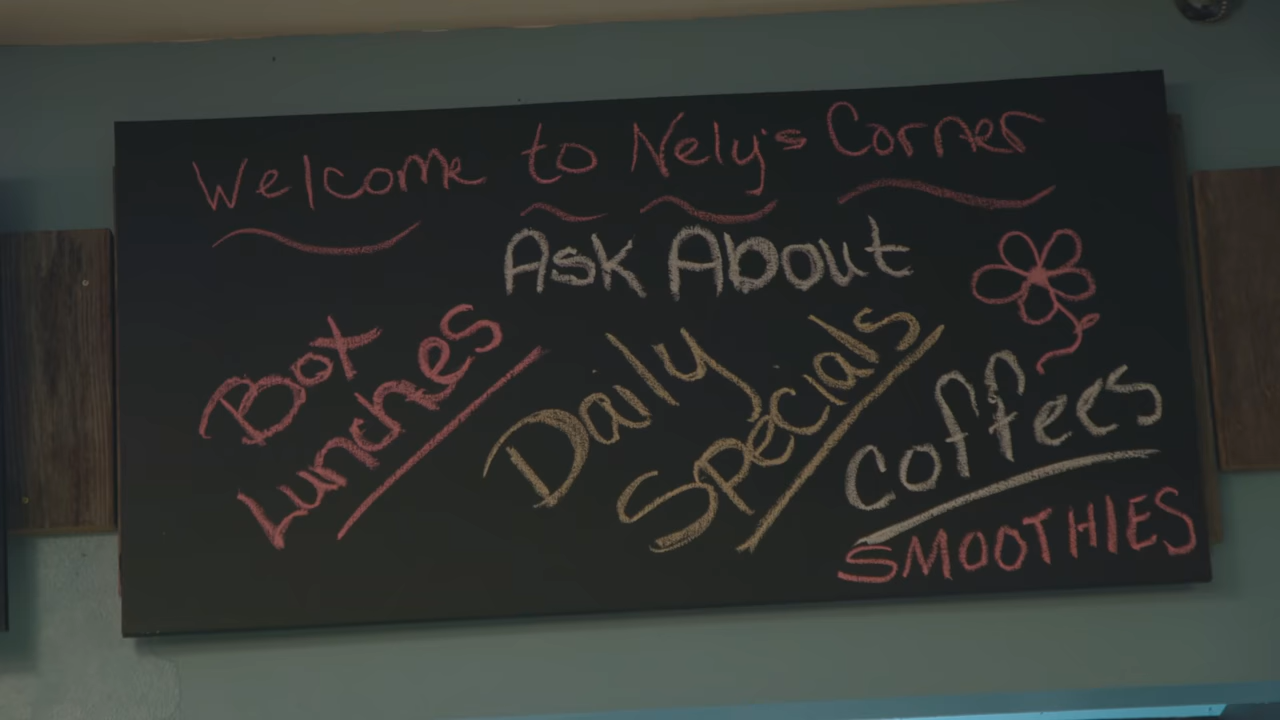 Welcome to Nely's Corner
Ask About
Box
Lunches
Daily
Specials
Coffees
SMOOTHIES